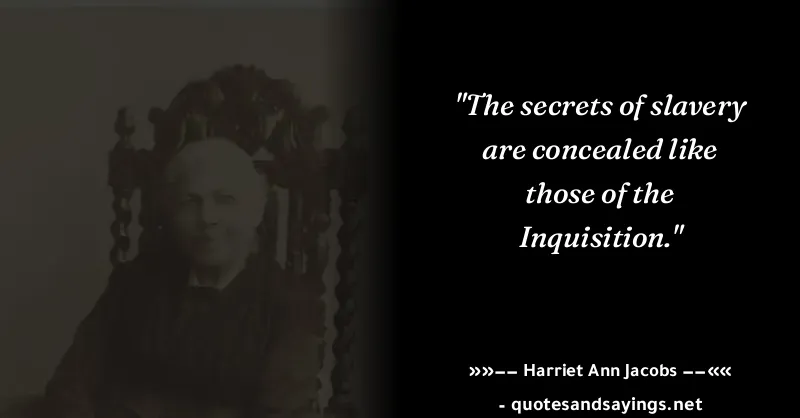 "The secrets of slavery
are concealed like
those of the
Inquisition."
»»−− Harriet Ann Jacobs −−««
- quotesandsayings.net